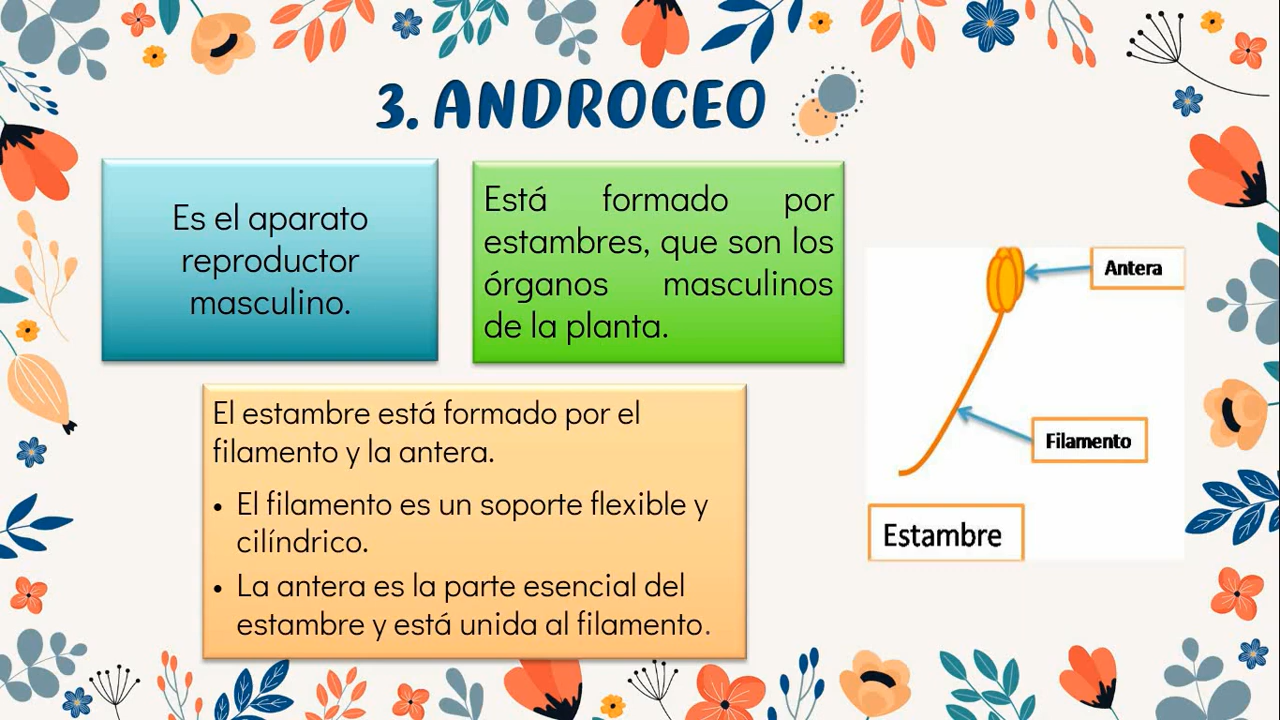 3. ANDROCEO
Es el aparato
reproductor
masculino.
Está formado por
estambres, que son los
órganos masculinos
de la planta.
El estambre está formado por el
filamento y la antera.
• El filamento es un soporte flexible y
cilíndrico.
• La antera es la parte esencial del
estambre y está unida al filamento.
Antera
Filamento
Estambre